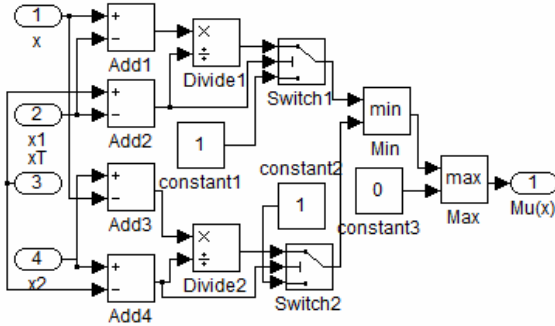 1
x
+
−
Add1
×
÷
Divide1
Switch1
2
x1
+
−
Add2
1
constant1
min
Min
xT
3
+
−
Add3
constant2
1
0
constant3
max
Max
1
Mu(x)
4
x2
+
−
Add4
×
÷
Divide2
Switch2